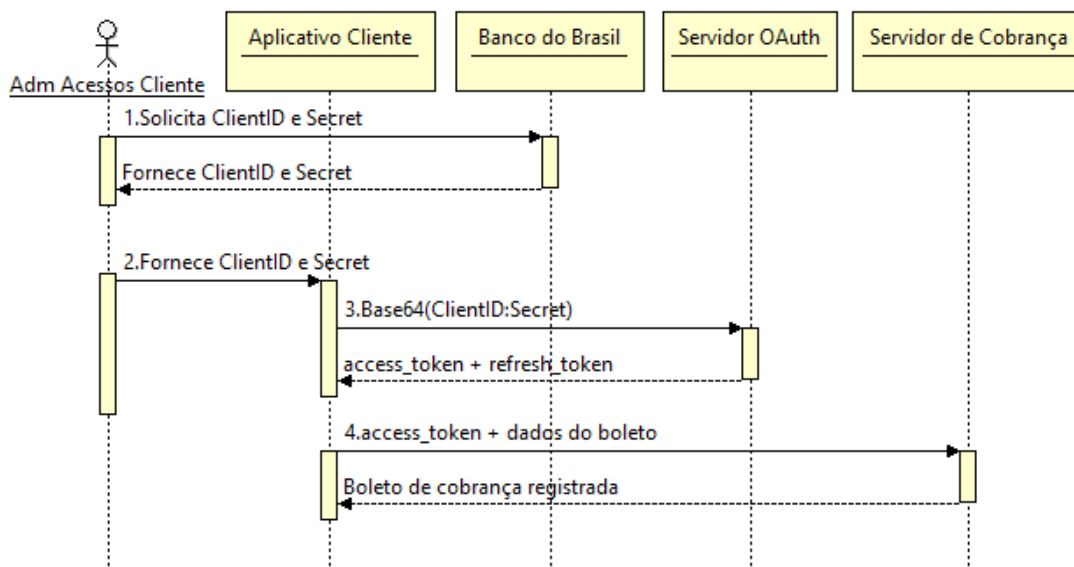 Aplicativo Cliente
Banco do Brasil
Servidor OAuth
Servidor de Cobrança
Adm Acessos Cliente
1.Solicita ClientID e Secret
Fornece ClientID e Secret
2.Fornece ClientID e Secret
3.Base64(ClientID:Secret)
access_token + refresh_token
4.access_token + dados do boleto
Boleto de cobrança registrada